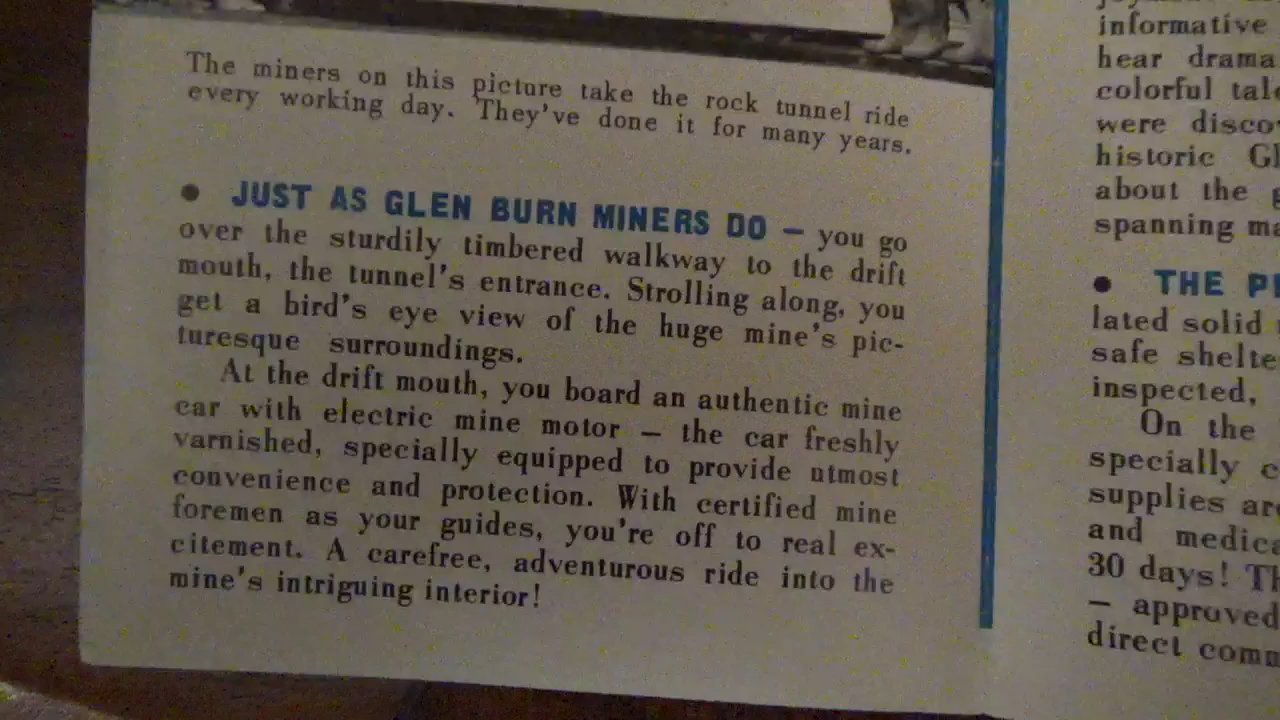 The miners on this picture take the rock tunnel ride
every working day. They've done it for many years.
● JUST AS GLEN BURN MINERS DO — you go
over the sturdily timbered walkway to the drift
mouth, the tunnel's entrance. Strolling along, you
get a bird's eye view of the huge mine's pic-
turesque surroundings.
At the drift mouth, you board an authentic mine
car with electric mine motor — the car freshly
varnished, specially equipped to provide utmost
convenience and protection. With certified mine
foremen as your guides, you're off to real ex-
citement. A carefree, adventurous ride into the
mine's intriguing interior!
informative
hear drama
colorful tal
were disco
historic Gl
about the
spanning ma
● THE P
lated solid
safe shelte
inspected,
On the
specially c
supplies ar
and medica
30 days! Th
— approved
direct comm